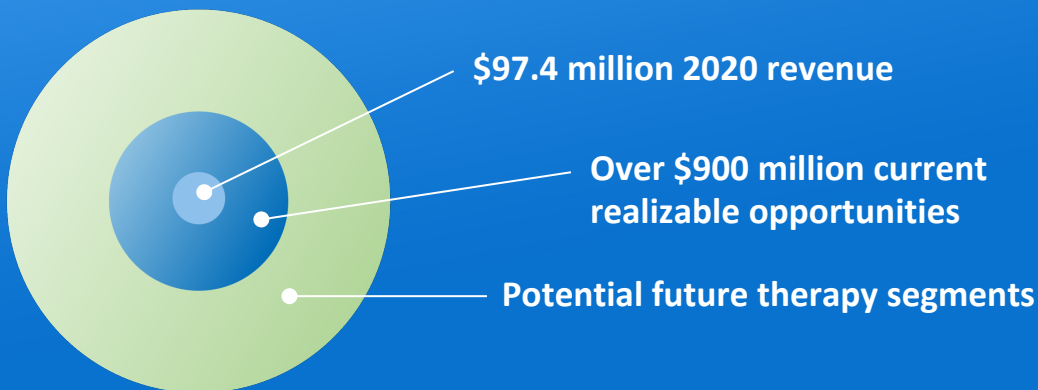 $97.4 million 2020 revenue
Over $900 million current
realizable opportunities
Potential future therapy segments